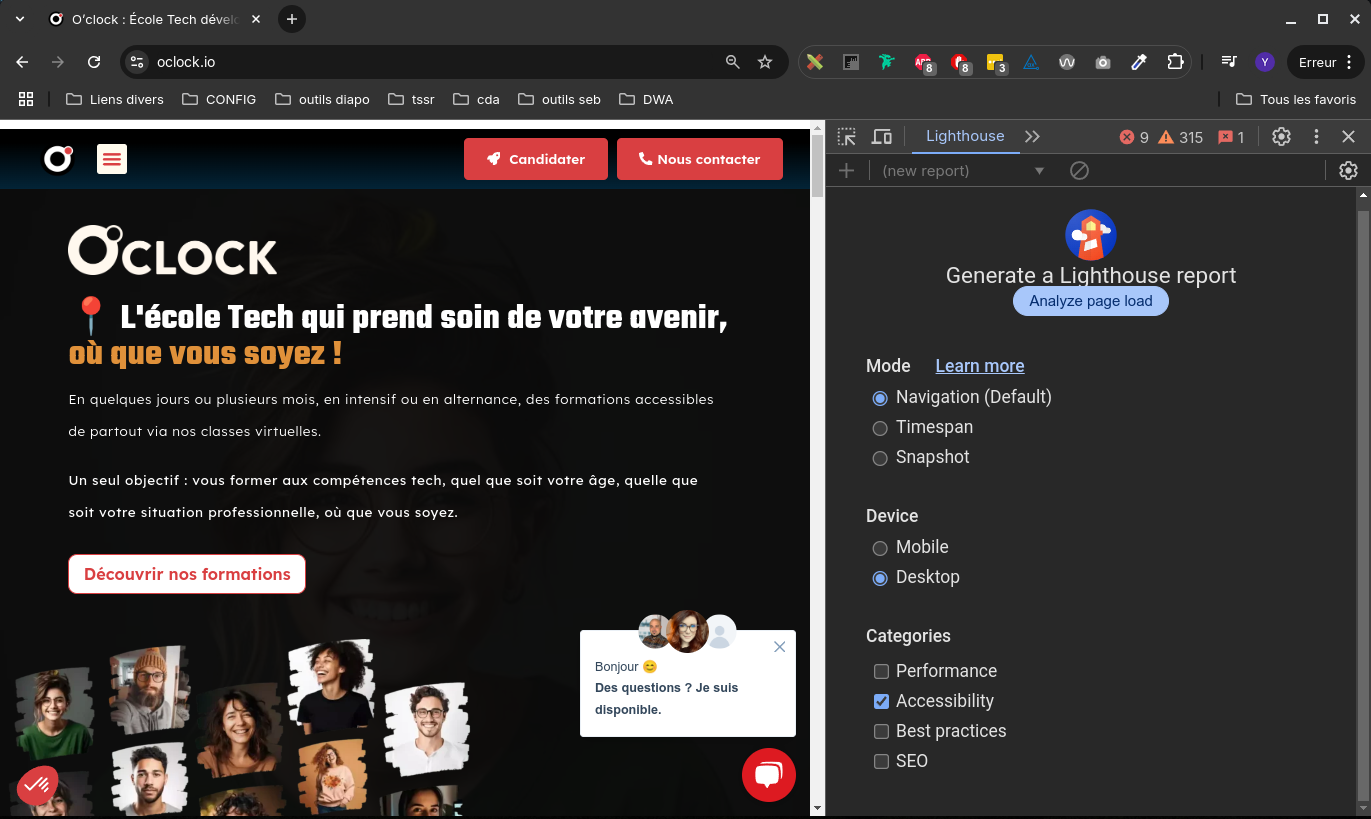 O'clock : École Tech dévelo
oclock.io
8
8
3
Y
Erreur
Liens divers
CONFIG
outils diapo
tssr
cda
outils seb
DWA
Tous les favoris
Candidater
Nous contacter
O'CLOCK
L'école Tech qui prend soin de votre avenir,
où que vous soyez !
En quelques jours ou plusieurs mois, en intensif ou en alternance, des formations accessibles
de partout via nos classes virtuelles.
Un seul objectif : vous former aux compétences tech, quel que soit votre âge, quelle que
soit votre situation professionnelle, où que vous soyez.
Découvrir nos formations
Bonjour 😊
Des questions ? Je suis
disponible.
Lighthouse
9
315
1
(new report)
Generate a Lighthouse report
Analyze page load
Mode Learn more
Navigation (Default)
Timespan
Snapshot
Device
Mobile
Desktop
Categories
Performance
Accessibility
Best practices
SEO